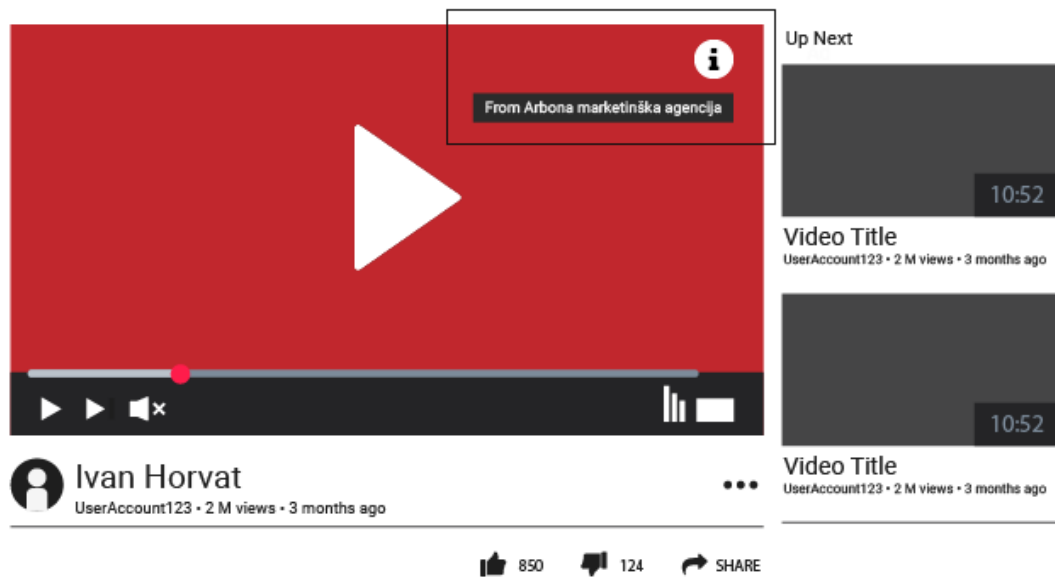 From Arbona marketinška agencija
Ivan Horvat
UserAccount123 • 2 M views • 3 months ago
850
124
SHARE
Up Next
10:52
Video Title
UserAccount123 • 2 M views • 3 months ago
10:52
Video Title
UserAccount123 • 2 M views • 3 months ago